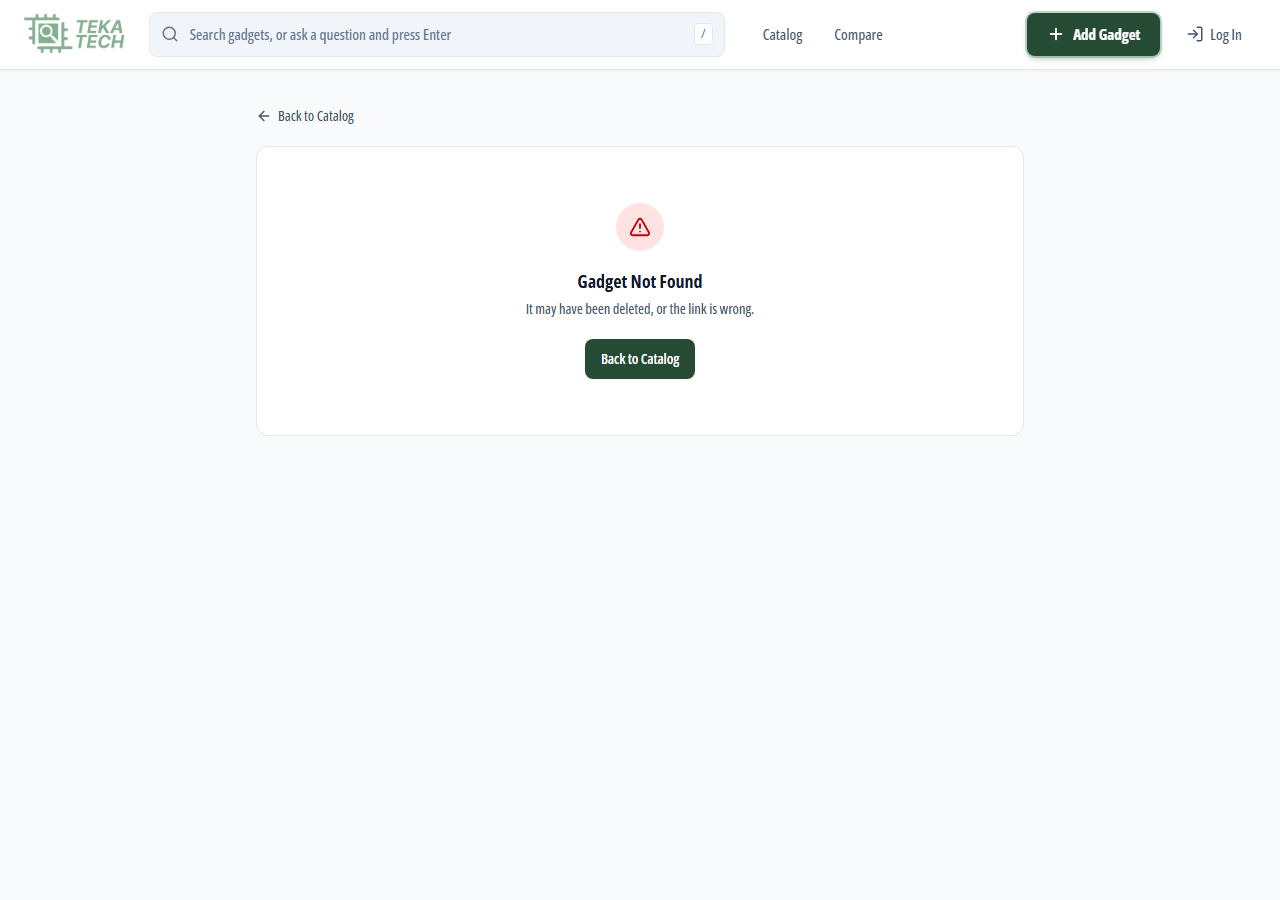 TEKA
TECH
Search gadgets, or ask a question and press Enter
/
Catalog
Compare
Add Gadget
Log In
Back to Catalog
Gadget Not Found
It may have been deleted, or the link is wrong.
Back to Catalog